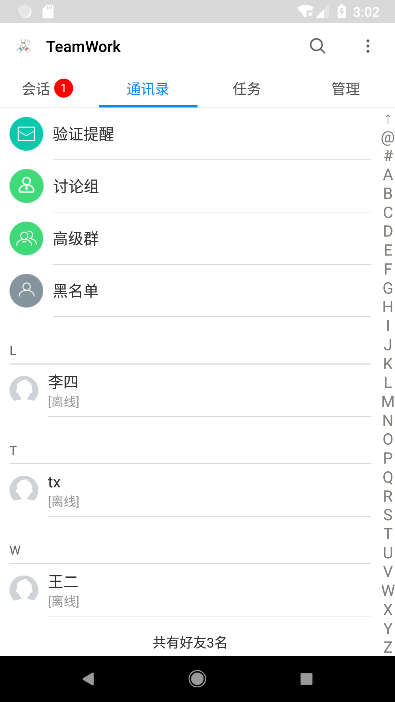 3:02
TeamWork
会话 1 通讯录 任务 管理
验证提醒
讨论组
高级群
黑名单
L
李四
[离线]
T
tx
[离线]
W
王二
[离线]
共有好友3名
↑
@
#
A
B
C
D
E
F
G
H
I
J
K
L
M
N
O
P
Q
R
S
T
U
V
W
X
Y
Z